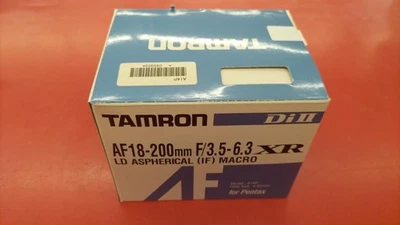 TAMRON
TAMRON Di II
AF18-200mm F/3.5-6.3 XR
LD ASPHERICAL (IF) MACRO
AF
for Pentax